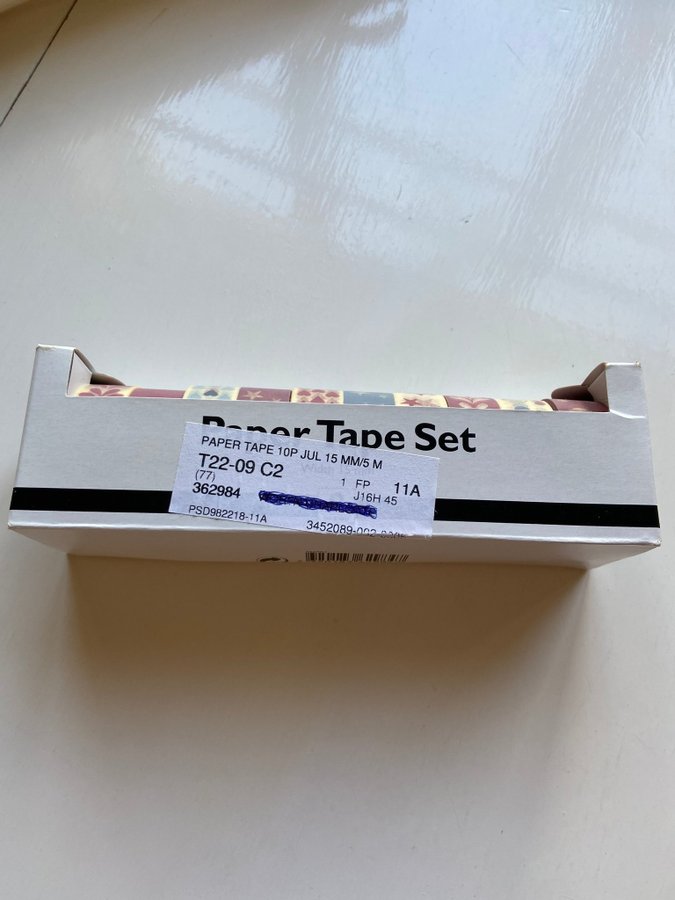 Paper Tape Set
PAPER TAPE 10P JUL 15 MM/5 M
T22-09 C2 1 FP 11A
(77) J16H 45
362984
PSD982218-11A